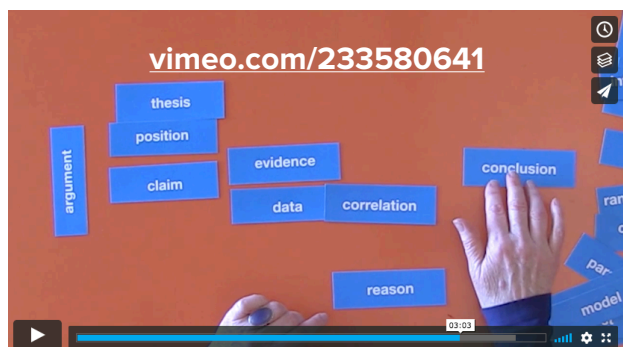 vimeo.com/233580641
thesis
position
argument
claim
evidence
data
correlation
conclusion
reason
model
03:03